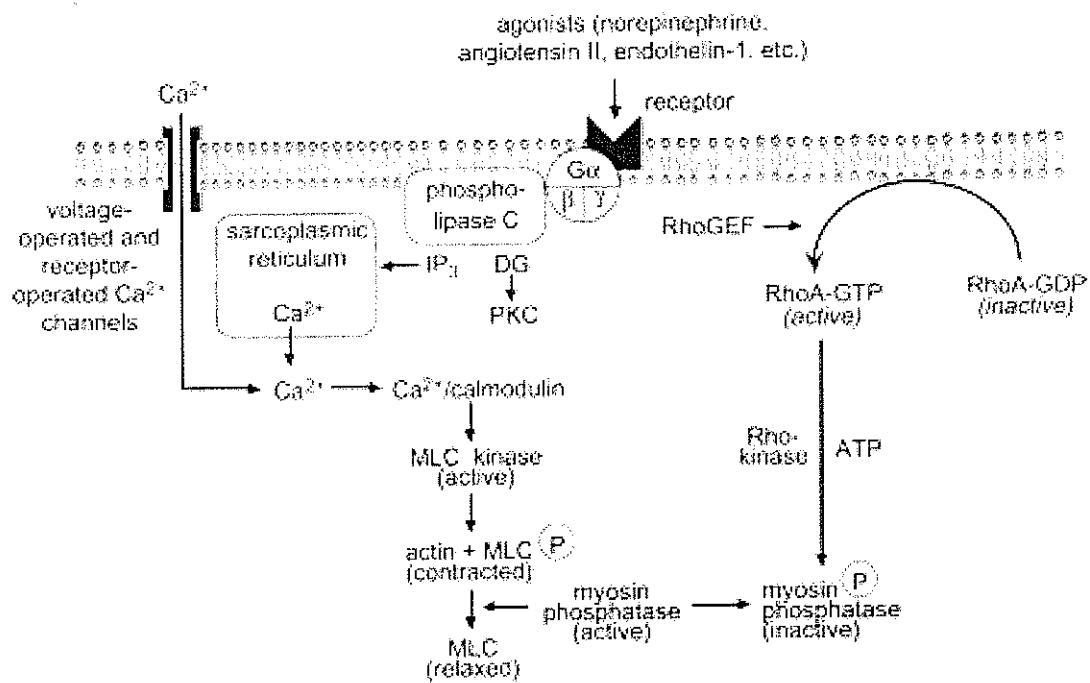 agonists (norepinephrine,
angiotensin II, endothelin-1. etc.)
Ca2+
receptor
Gα
β γ
phospho-
lipase C
voltage-
operated and
receptor-
operated Ca2+
channels
sarcoplasmic
reticulum
IP3 DG
PKC
Ca2+
RhoGEF
RhoA-GTP
(active)
RhoA-GDP
(inactive)
Ca2+ Ca2+/calmodulin
MLC kinase
(active)
Rho-
kinase
ATP
actin + MLC P
(contracted)
myosin
phosphatase
(active)
myosin P
phosphatase
(inactive)
MLC
(relaxed)